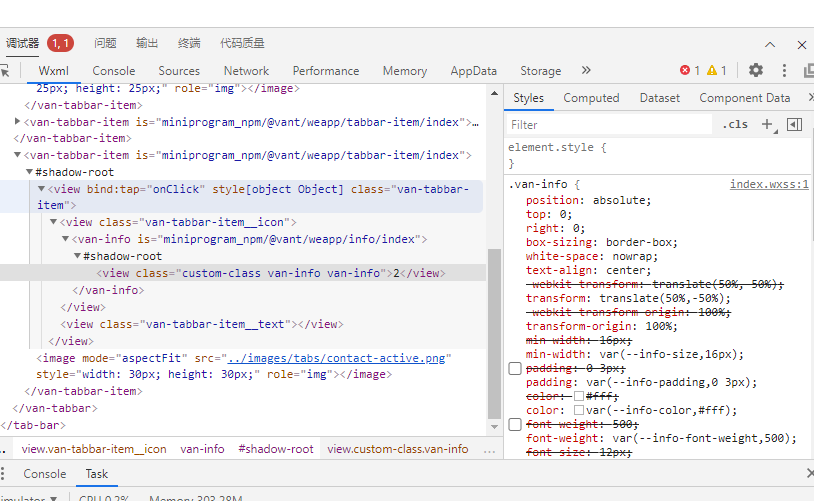 调试器 1, 1 问题 输出 终端 代码质量
Wxml Console Sources Network Performance Memory AppData Storage » 1 1
25px; height: 25px;" role="img"></image>
</van-tabbar-item>
<van-tabbar-item is="miniprogram_npm/@vant/weapp/tabbar-item/index">…
</van-tabbar-item>
<van-tabbar-item is="miniprogram_npm/@vant/weapp/tabbar-item/index">
#shadow-root
<view bind:tap="onClick" style[object Object] class="van-tabbar-
item">
<view class="van-tabbar-item__icon">
<van-info is="miniprogram_npm/@vant/weapp/info/index">
#shadow-root
<view class="custom-class van-info van-info">2</view>
</van-info>
</view>
<view class="van-tabbar-item__text"></view>
</view>
<image mode="aspectFit" src="../images/tabs/contact-active.png"
style="width: 30px; height: 30px;" role="img"></image>
</van-tabbar-item>
</van-tabbar>
</tab-bar>
.. view.van-tabbar-item__icon van-info #shadow-root view.custom-class.van-info ...
Styles Computed Dataset Component Data »
Filter .cls +
element.style {
}
.van-info { index.wxss:1
position: absolute;
top: 0;
right: 0;
box-sizing: border-box;
white-space: nowrap;
text-align: center;
-webkit-transform: translate(50%,-50%);
transform: translate(50%,-50%);
-webkit-transform-origin: 100%;
transform-origin: 100%;
min-width: 16px;
min-width: var(--info-size,16px);
padding: 0 3px;
padding: var(--info-padding,0 3px);
color: #fff;
color: var(--info-color,#fff);
font-weight: 500;
font-weight: var(--info-font-weight,500);
font-size: 12px;
Console Task
imulator CPU 0.2% Memory 303.28M